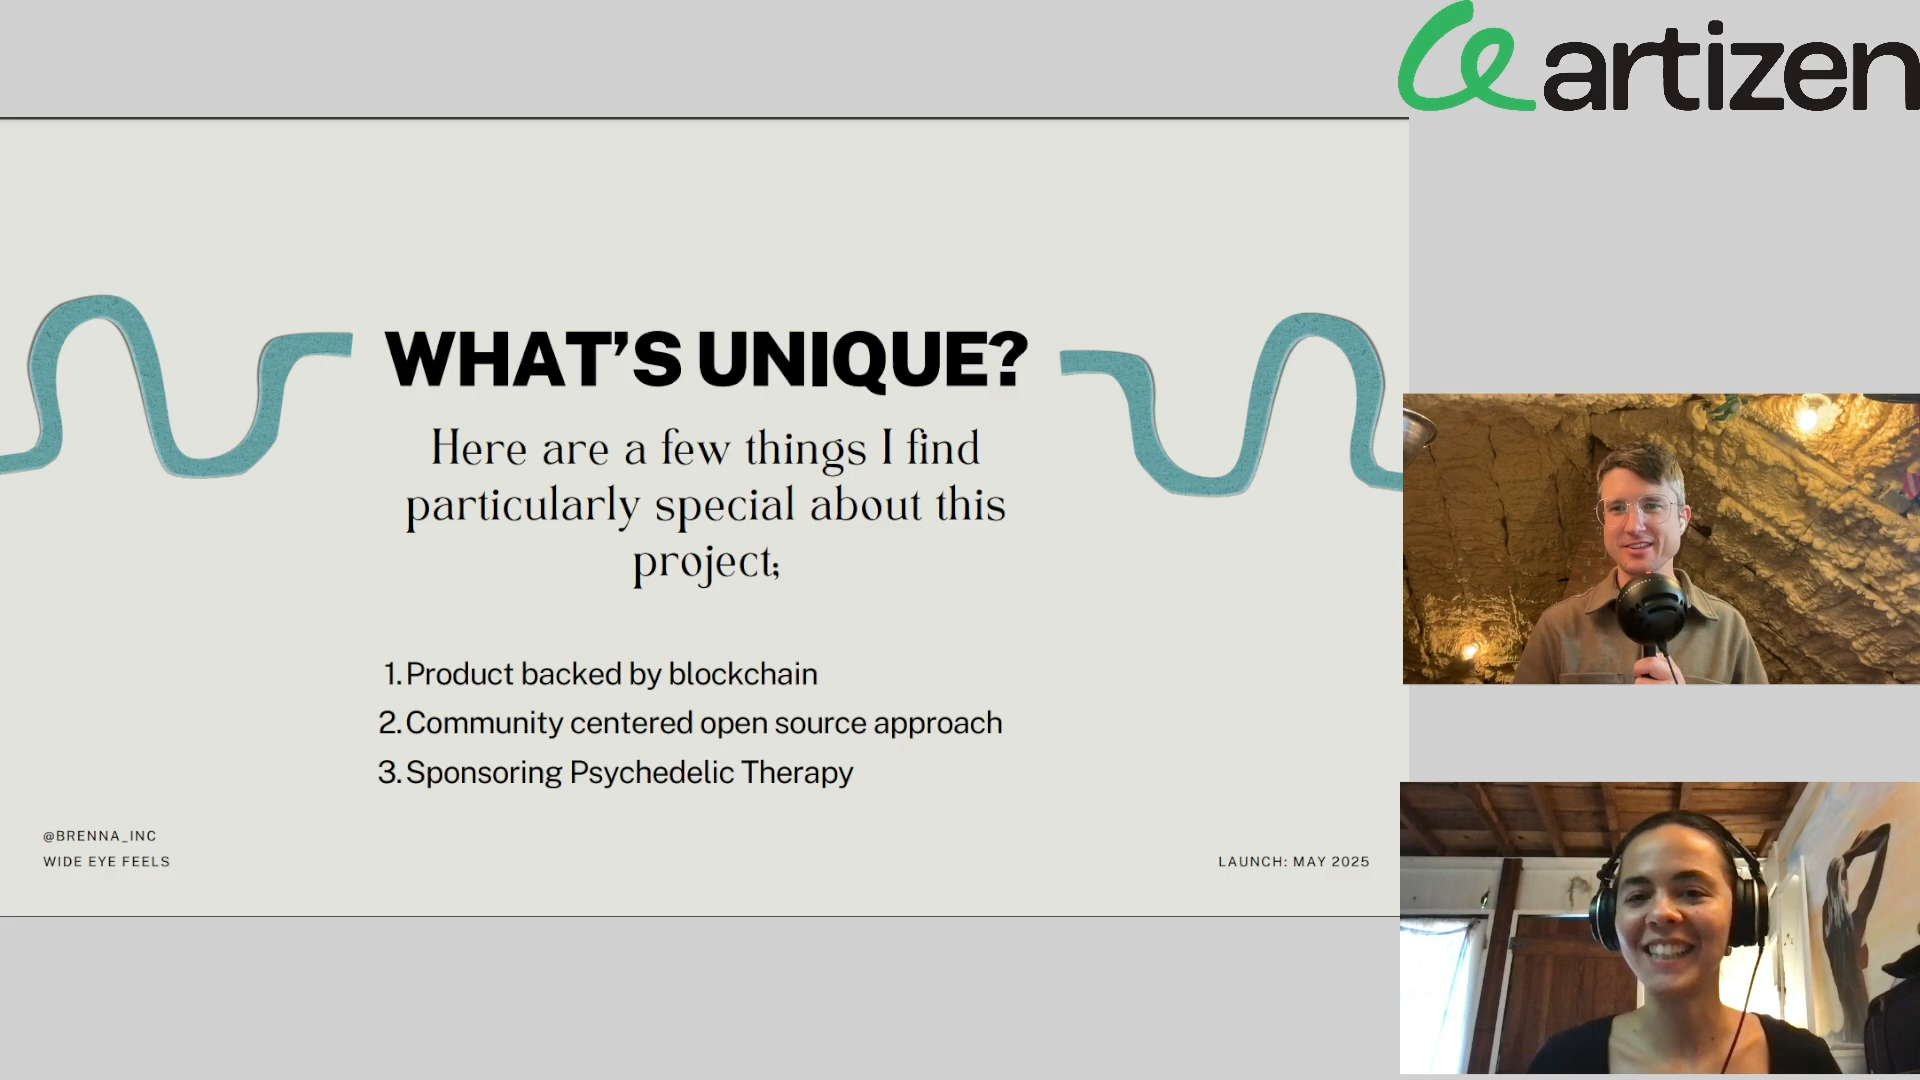 artizen
WHAT'S UNIQUE?
Here are a few things I find
particularly special about this
project;
1. Product backed by blockchain
2. Community centered open source approach
3. Sponsoring Psychedelic Therapy
@BRENNA_INC
WIDE EYE FEELS
LAUNCH: MAY 2025